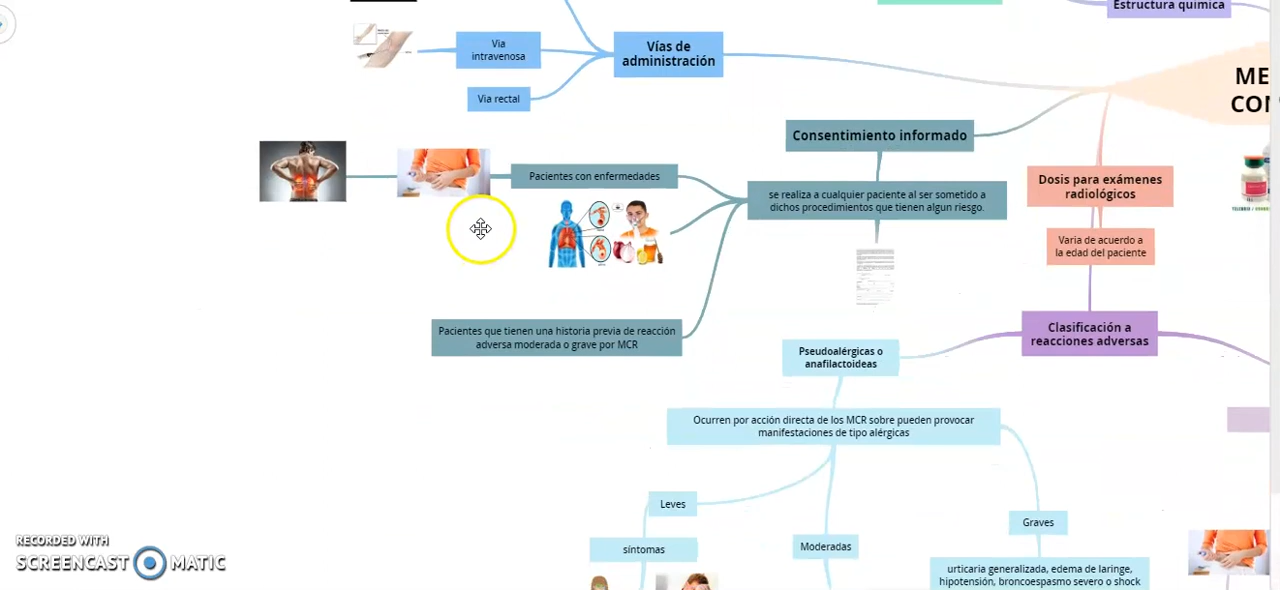 Estructura química
Via
intravenosa
Vías de
administración
Via rectal
ME
CON
Consentimiento informado
Pacientes con enfermedades
se realiza a cualquier paciente al ser sometido a
dichos procedimientos que tienen algun riesgo.
Dosis para exámenes
radiológicos
Varia de acuerdo a
la edad del paciente
Pacientes que tienen una historia previa de reacción
adversa moderada o grave por MCR
Clasificación a
reacciones adversas
Pseudoalérgicas o
anafilactoideas
Ocurren por acción directa de los MCR sobre pueden provocar
manifestaciones de tipo alérgicas
Leves
Graves
síntomas
Moderadas
urticaria generalizada, edema de laringe,
hipotensión, broncoespasmo severo o shock
RECORDED WITH
SCREENCAST MATIC